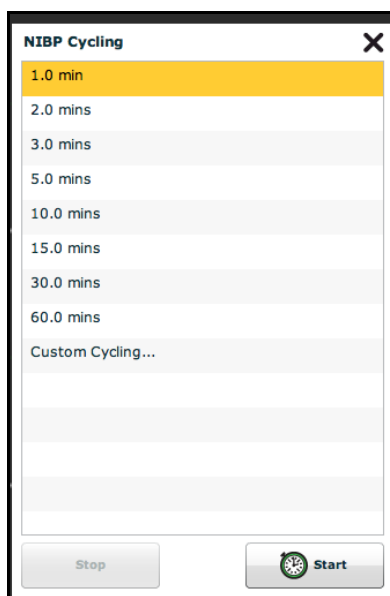 NIBP Cycling
1.0 min
2.0 mins
3.0 mins
5.0 mins
10.0 mins
15.0 mins
30.0 mins
60.0 mins
Custom Cycling...
Stop
Start